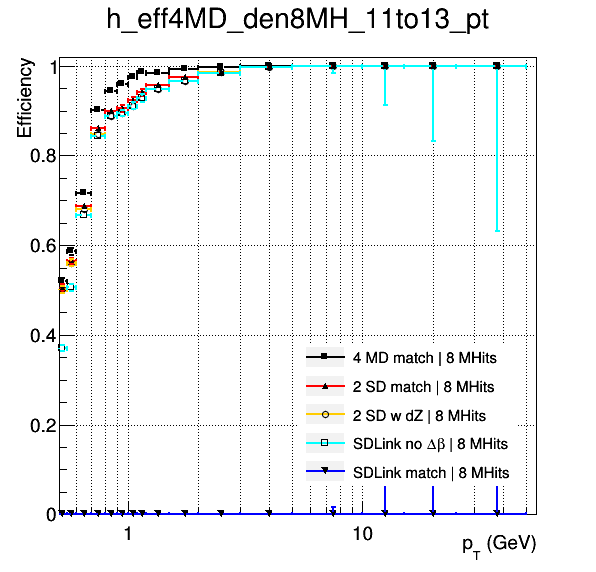 h_eff4MD_den8MH_11to13_pt
Efficiency
1
0.8
0.6
0.4
0.2
0
4 MD match | 8 MHits
2 SD match | 8 MHits
2 SD w dZ | 8 MHits
SDLink no Δβ | 8 MHits
SDLink match | 8 MHits
1 10
p_T (GeV)